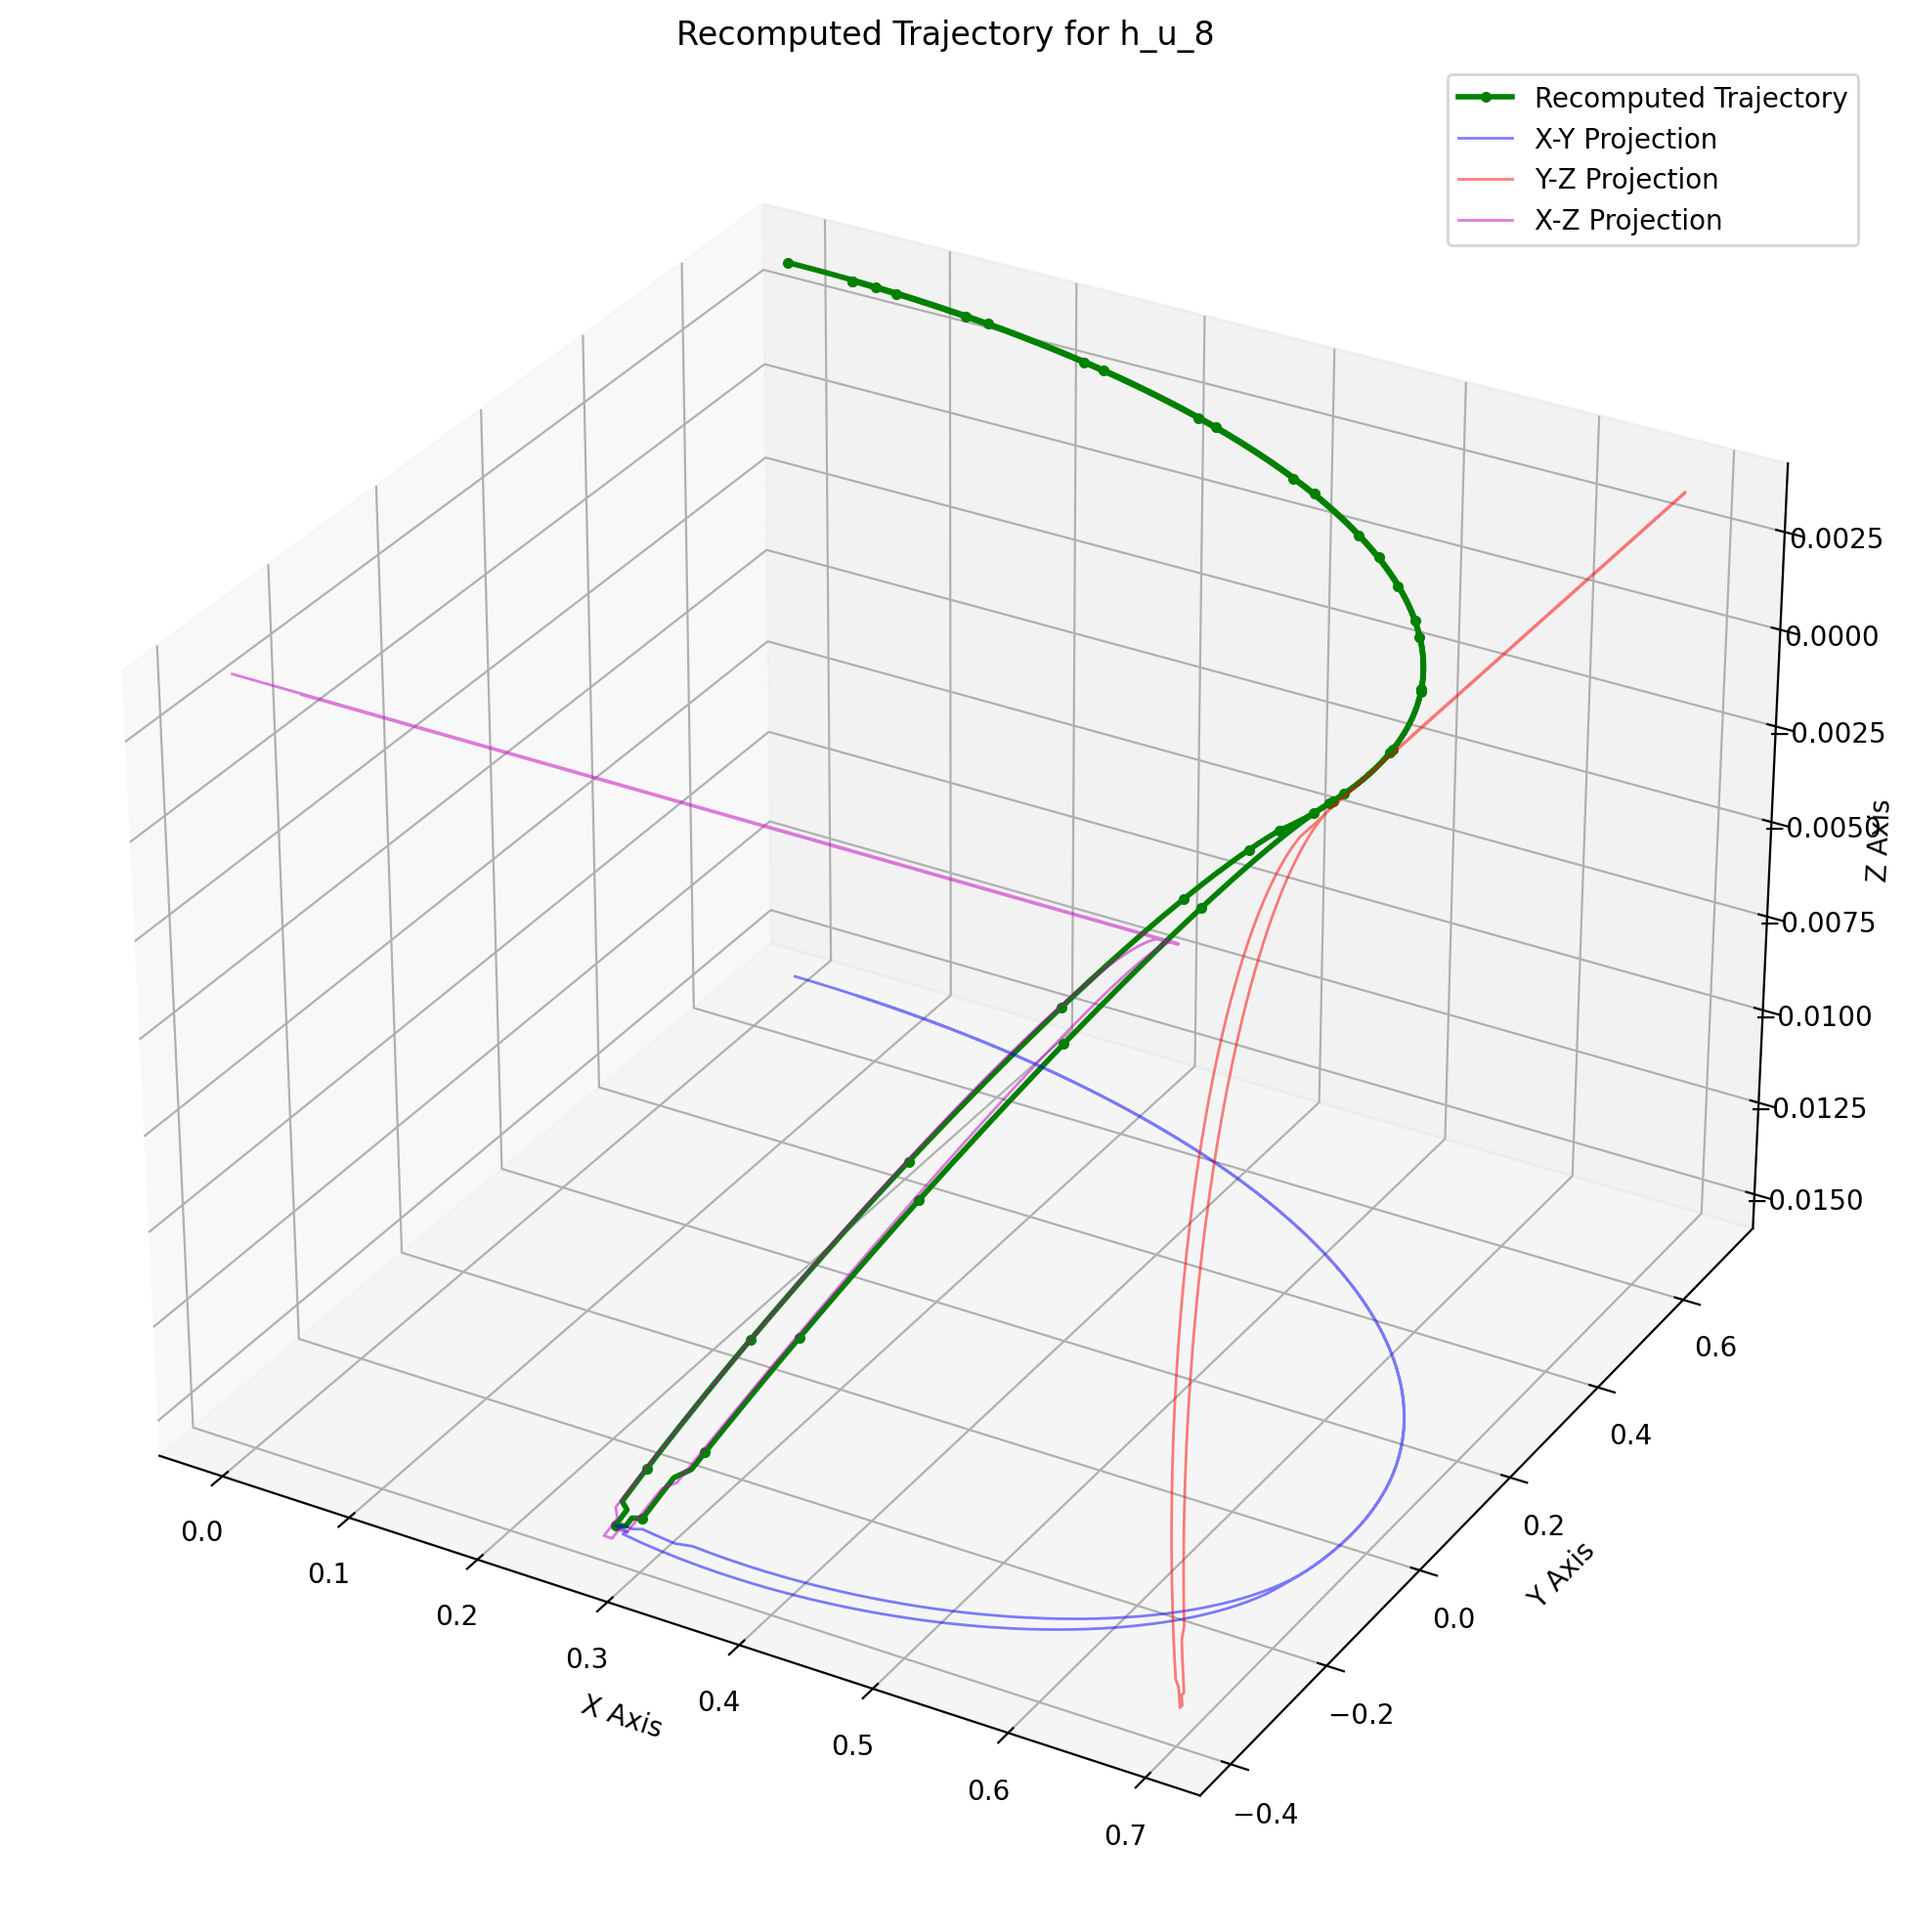 Recomputed Trajectory for h_u_8
Recomputed Trajectory
X-Y Projection
Y-Z Projection
X-Z Projection
0.0025
0.0000
−0.0025
−0.0050
−0.0075
−0.0100
−0.0125
−0.0150
Z Axis
0.6
0.4
0.2
0.0
−0.2
−0.4
Y Axis
0.0
0.1
0.2
0.3
0.4
0.5
0.6
0.7
X Axis